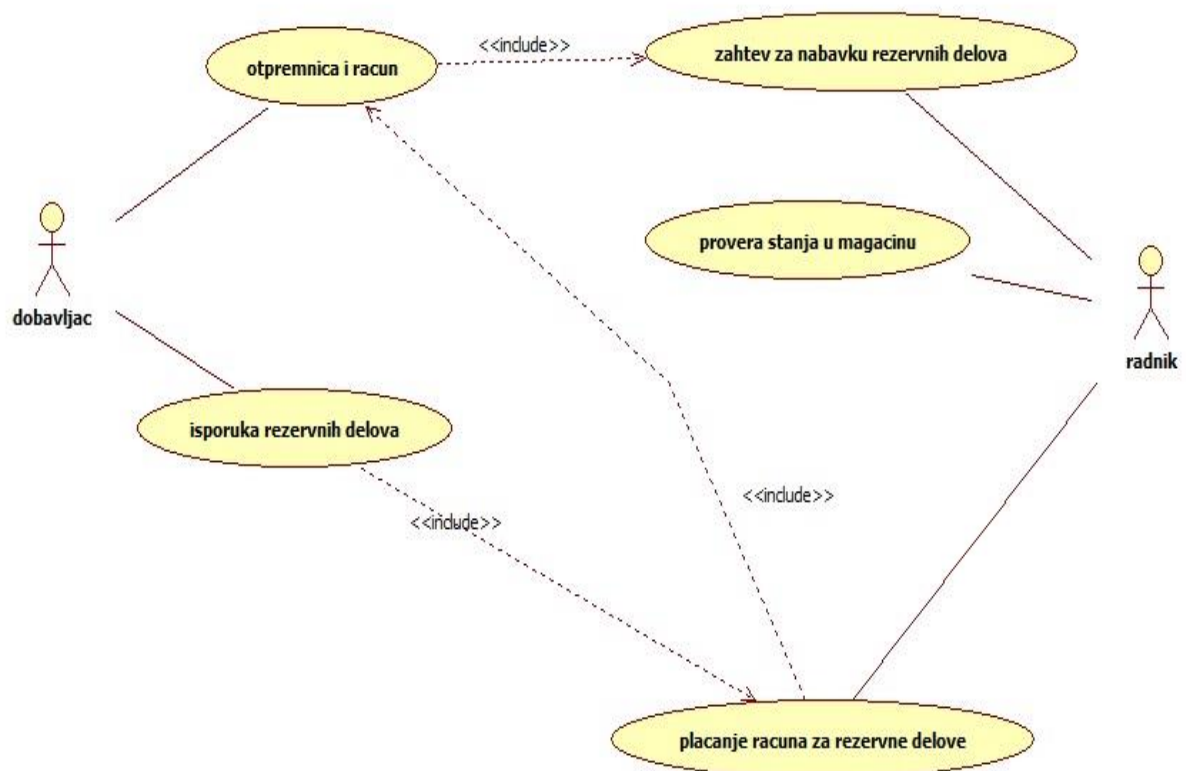 <<include>>
otpremnica i racun
zahtev za nabavku rezervnih delova
provera stanja u magacinu
dobavljac
radnik
isporuka rezervnih delova
<<include>>
<<include>>
placanje racuna za rezervne delove